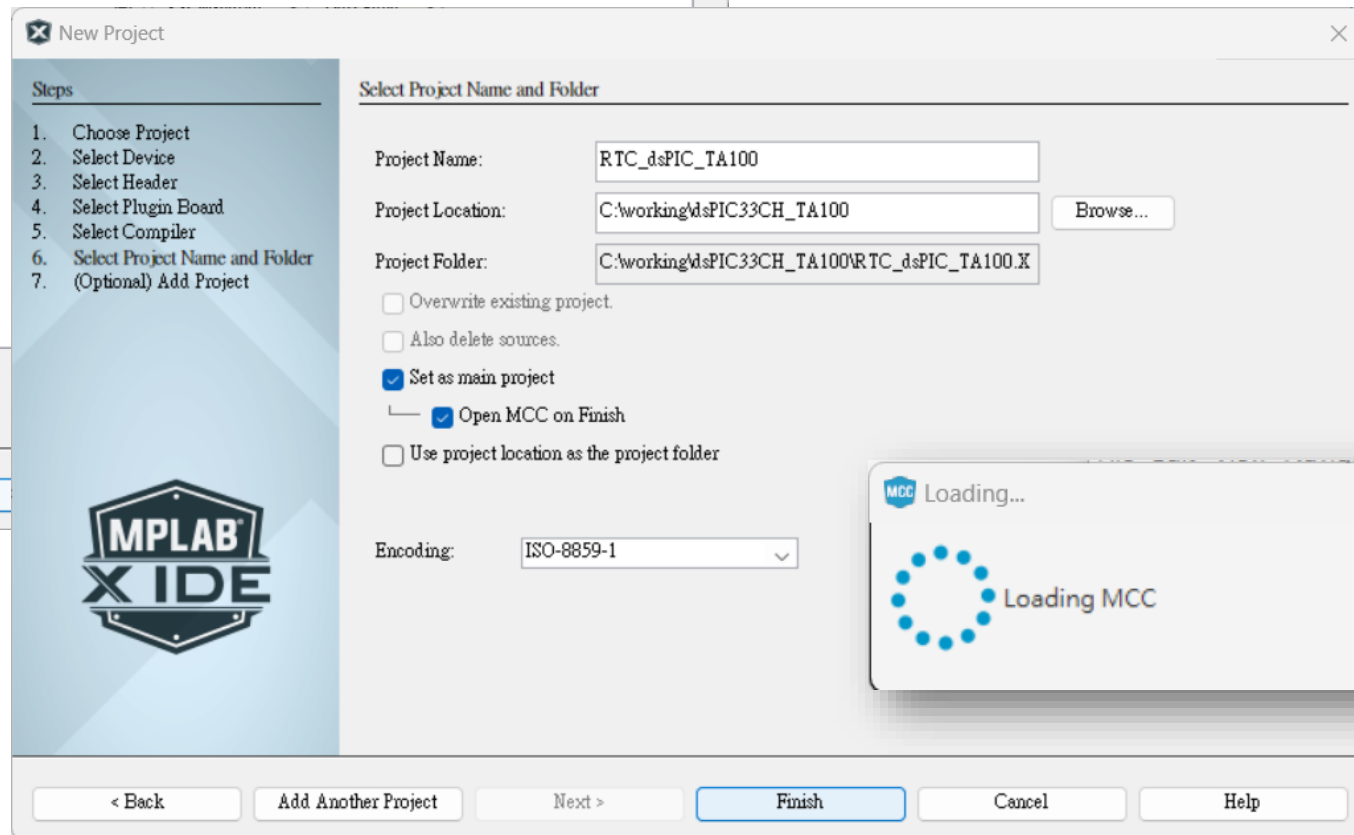 New Project
Steps
1. Choose Project
2. Select Device
3. Select Header
4. Select Plugin Board
5. Select Compiler
6. Select Project Name and Folder
7. (Optional) Add Project
MPLAB®
X IDE
Select Project Name and Folder
Project Name: RTC_dsPIC_TA100
Project Location: C:\working\dsPIC33CH_TA100 Browse...
Project Folder: C:\working\dsPIC33CH_TA100\RTC_dsPIC_TA100.X
Overwrite existing project.
Also delete sources.
Set as main project
Open MCC on Finish
Use project location as the project folder
Encoding: ISO-8859-1
MCC Loading...
Loading MCC
< Back Add Another Project Next > Finish Cancel Help